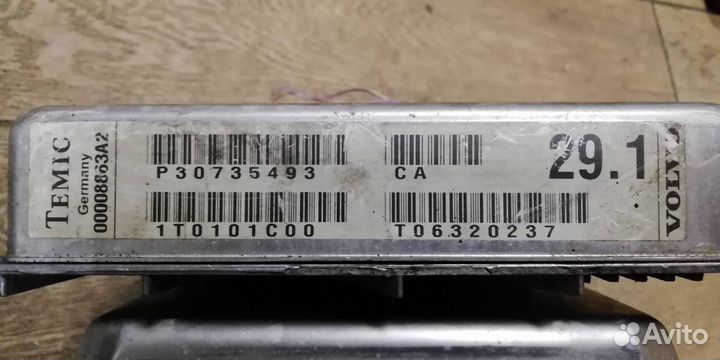 TEMIC
Germany
00008863A2
P30735493
CA
29.1
1T0101C00
T06320237
VOLVO
Avito